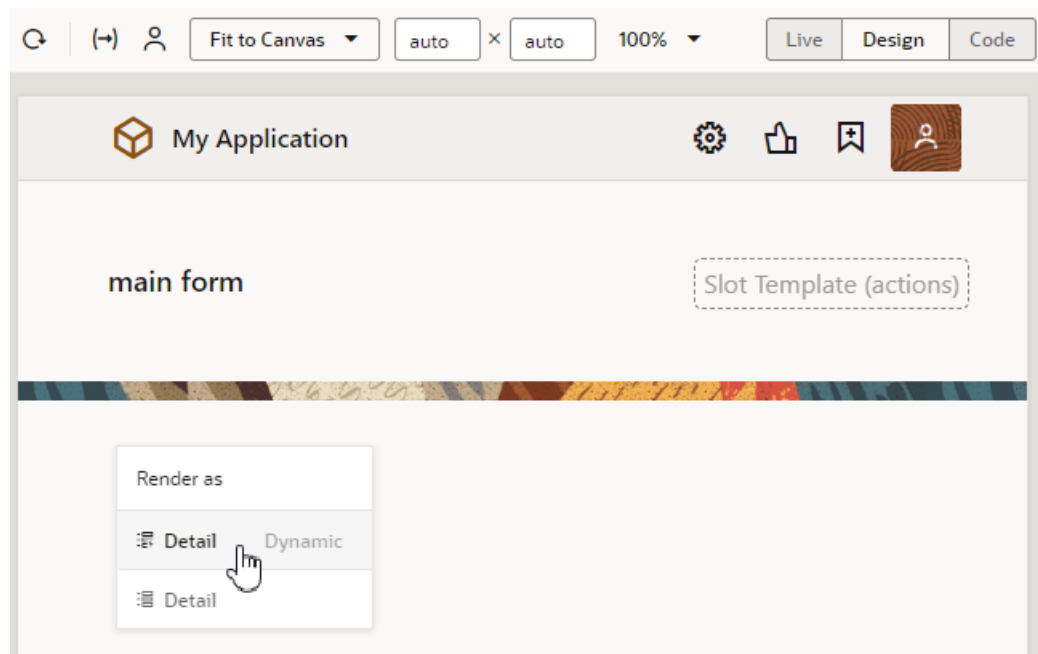 Fit to Canvas auto × auto 100% Live Design Code
My Application
main form Slot Template (actions)
Render as
Detail Dynamic
Detail